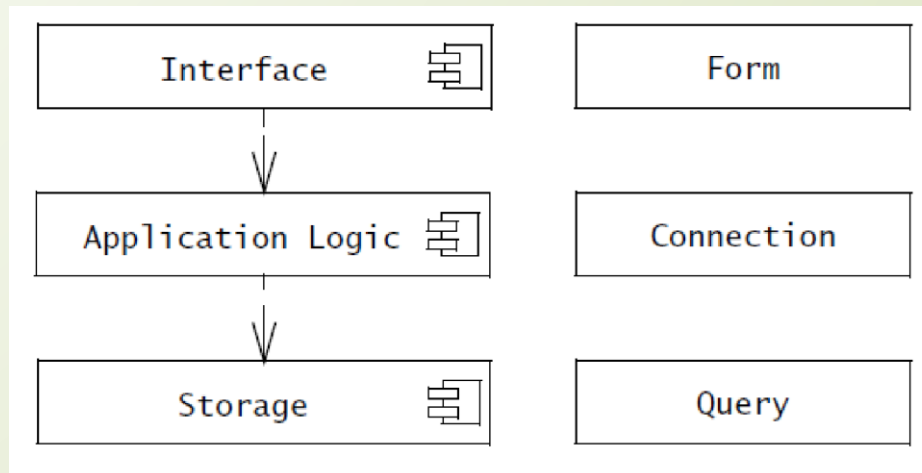 Interface
Form
Application Logic
Connection
Storage
Query